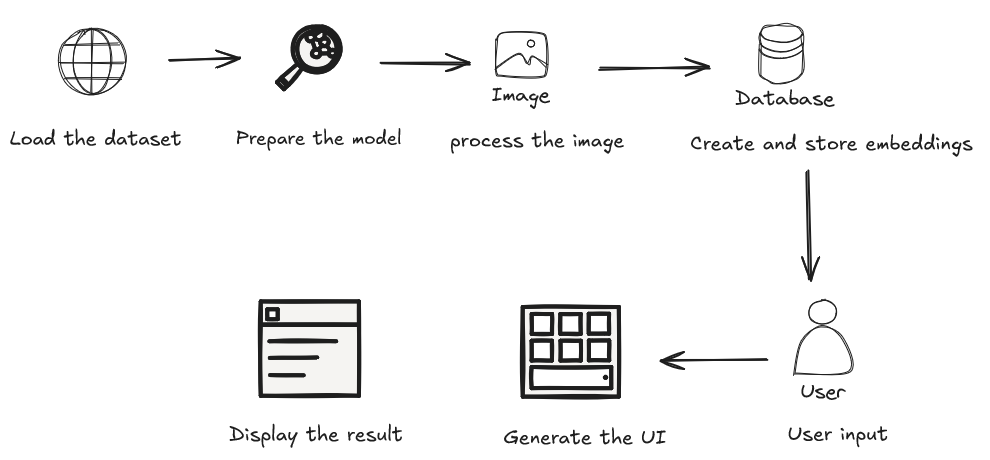 Image
Database
Load the dataset
Prepare the model
process the image
Create and store embeddings
User
Display the result
Generate the UI
User input